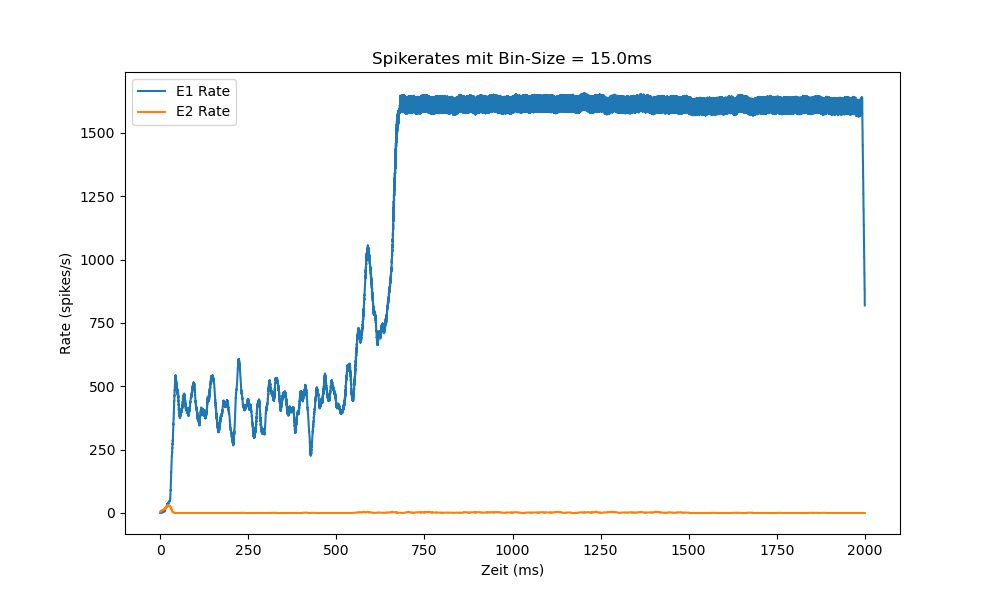 Spikerates mit Bin-Size = 15.0ms
E1 Rate
E2 Rate
Rate (spikes/s)
1500
1250
1000
750
500
250
0
0 250 500 750 1000 1250 1500 1750 2000
Zeit (ms)